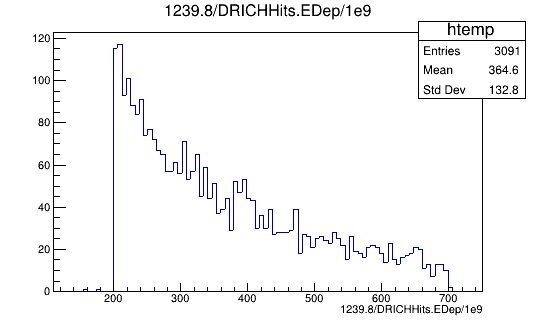 1239.8/DRICHHits.EDep/1e9
htemp
Entries 3091
Mean 364.6
Std Dev 132.8
120
100
80
60
40
20
0
200 300 400 500 600 700
1239.8/DRICHHits.EDep/1e9